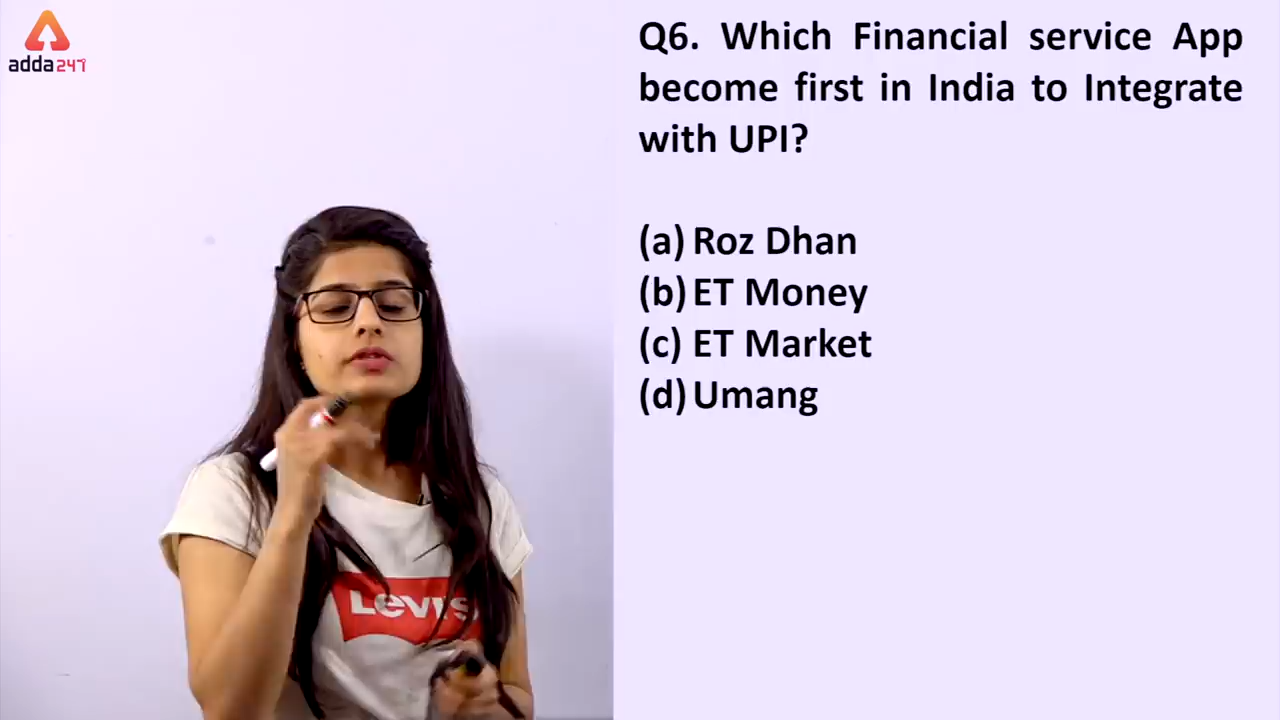 adda247
Q6. Which Financial service App
become first in India to Integrate
with UPI?
(a) Roz Dhan
(b) ET Money
(c) ET Market
(d) Umang
Levi's